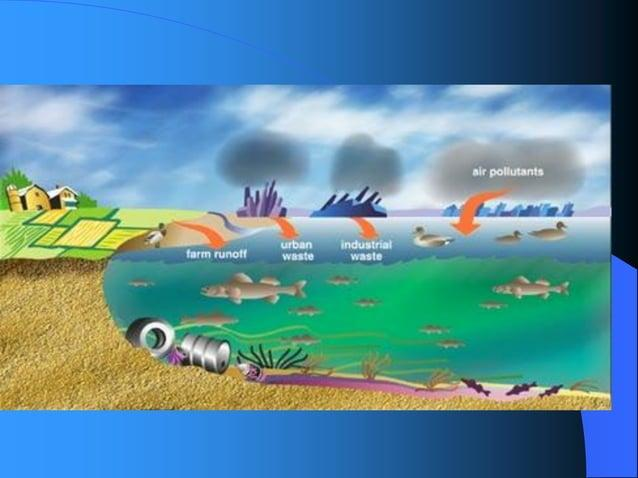 air pollutants
farm runoff
urban
waste
industrial
waste